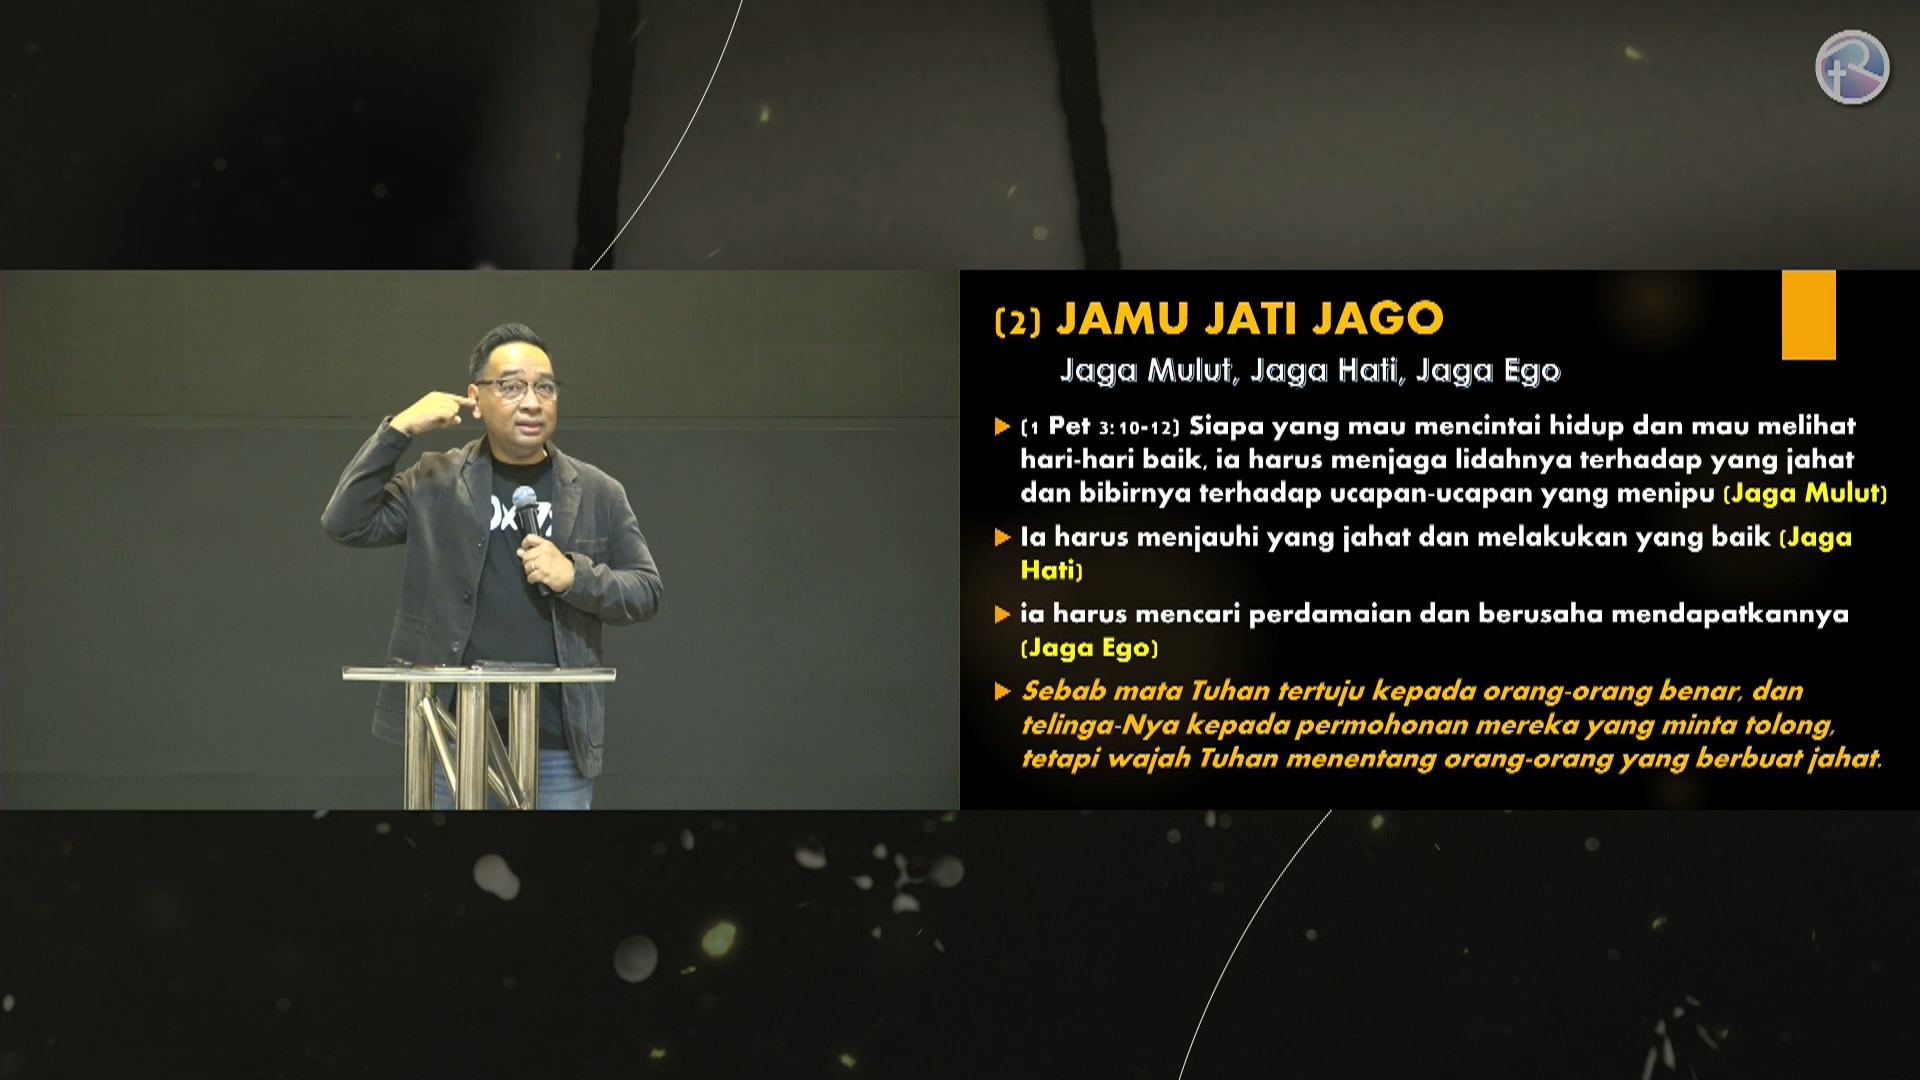 (2) JAMU JATI JAGO
Jaga Mulut, Jaga Hati, Jaga Ego
(1 Pet 3:10-12) Siapa yang mau mencintai hidup dan mau melihat
hari-hari baik, ia harus menjaga lidahnya terhadap yang jahat
dan bibirnya terhadap ucapan-ucapan yang menipu (Jaga Mulut)
Ia harus menjauhi yang jahat dan melakukan yang baik (Jaga
Hati)
ia harus mencari perdamaian dan berusaha mendapatkannya
(Jaga Ego)
Sebab mata Tuhan tertuju kepada orang-orang benar, dan
telinga-Nya kepada permohonan mereka yang minta tolong,
tetapi wajah Tuhan menentang orang-orang yang berbuat jahat.